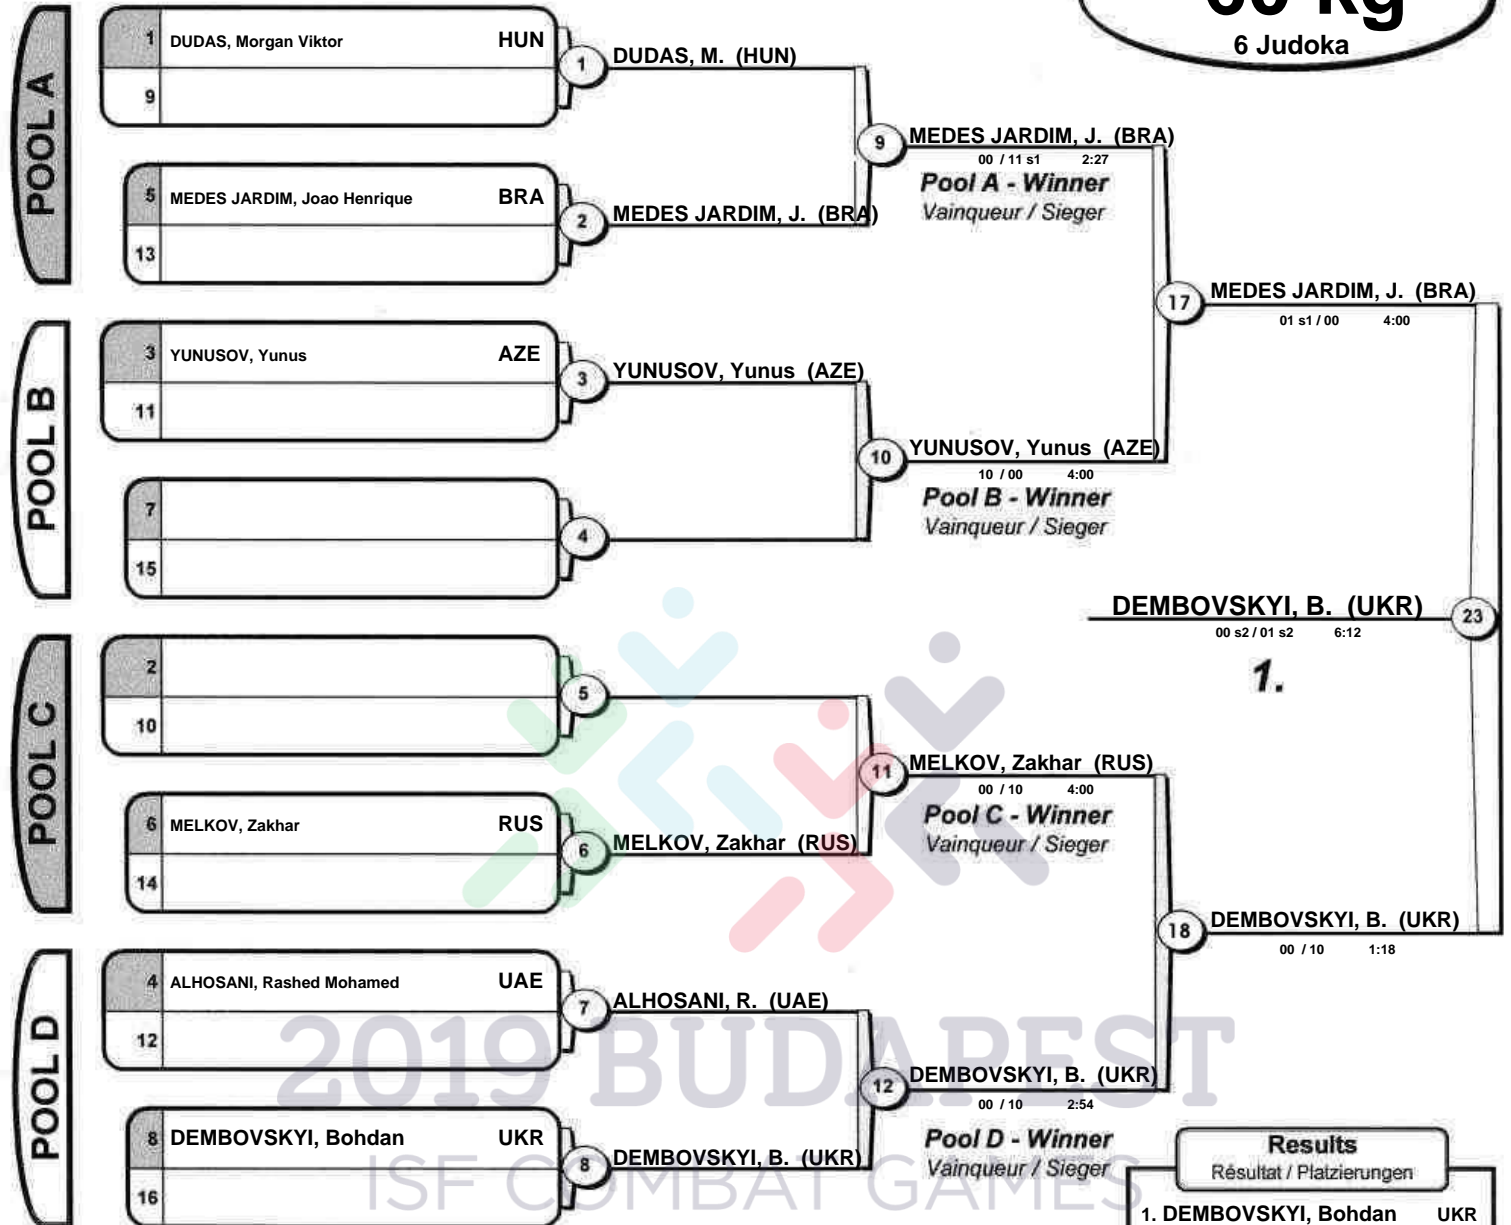 60 kg
6 Judoka
POOL A
1 DUDAS, Morgan Viktor HUN
9
1 DUDAS, M. (HUN)
5 MEDES JARDIM, Joao Henrique BRA
13
2 MEDES JARDIM, J. (BRA)
9 MEDES JARDIM, J. (BRA)
00 / 11 s1 2:27
Pool A - Winner
Vainqueur / Sieger
POOL B
3 YUNUSOV, Yunus AZE
11
3 YUNUSOV, Yunus (AZE)
7
15
4
10 YUNUSOV, Yunus (AZE)
10 / 00 4:00
Pool B - Winner
Vainqueur / Sieger
17 MEDES JARDIM, J. (BRA)
01 s1 / 00 4:00
DEMBOVSKYI, B. (UKR) 23
00 s2 / 01 s2 6:12
1.
POOL C
2
10
5
6 MELKOV, Zakhar RUS
14
6 MELKOV, Zakhar (RUS)
11 MELKOV, Zakhar (RUS)
00 / 10 4:00
Pool C - Winner
Vainqueur / Sieger
18 DEMBOVSKYI, B. (UKR)
00 / 10 1:18
POOL D
4 ALHOSANI, Rashed Mohamed UAE
12
7 ALHOSANI, R. (UAE)
8 DEMBOVSKYI, Bohdan UKR
16
8 DEMBOVSKYI, B. (UKR)
12 DEMBOVSKYI, B. (UKR)
00 / 10 2:54
Pool D - Winner
Vainqueur / Sieger
2019 BUDAPEST
ISF COMBAT GAMES
Results
Résultat / Platzierungen
1. DEMBOVSKYI, Bohdan UKR